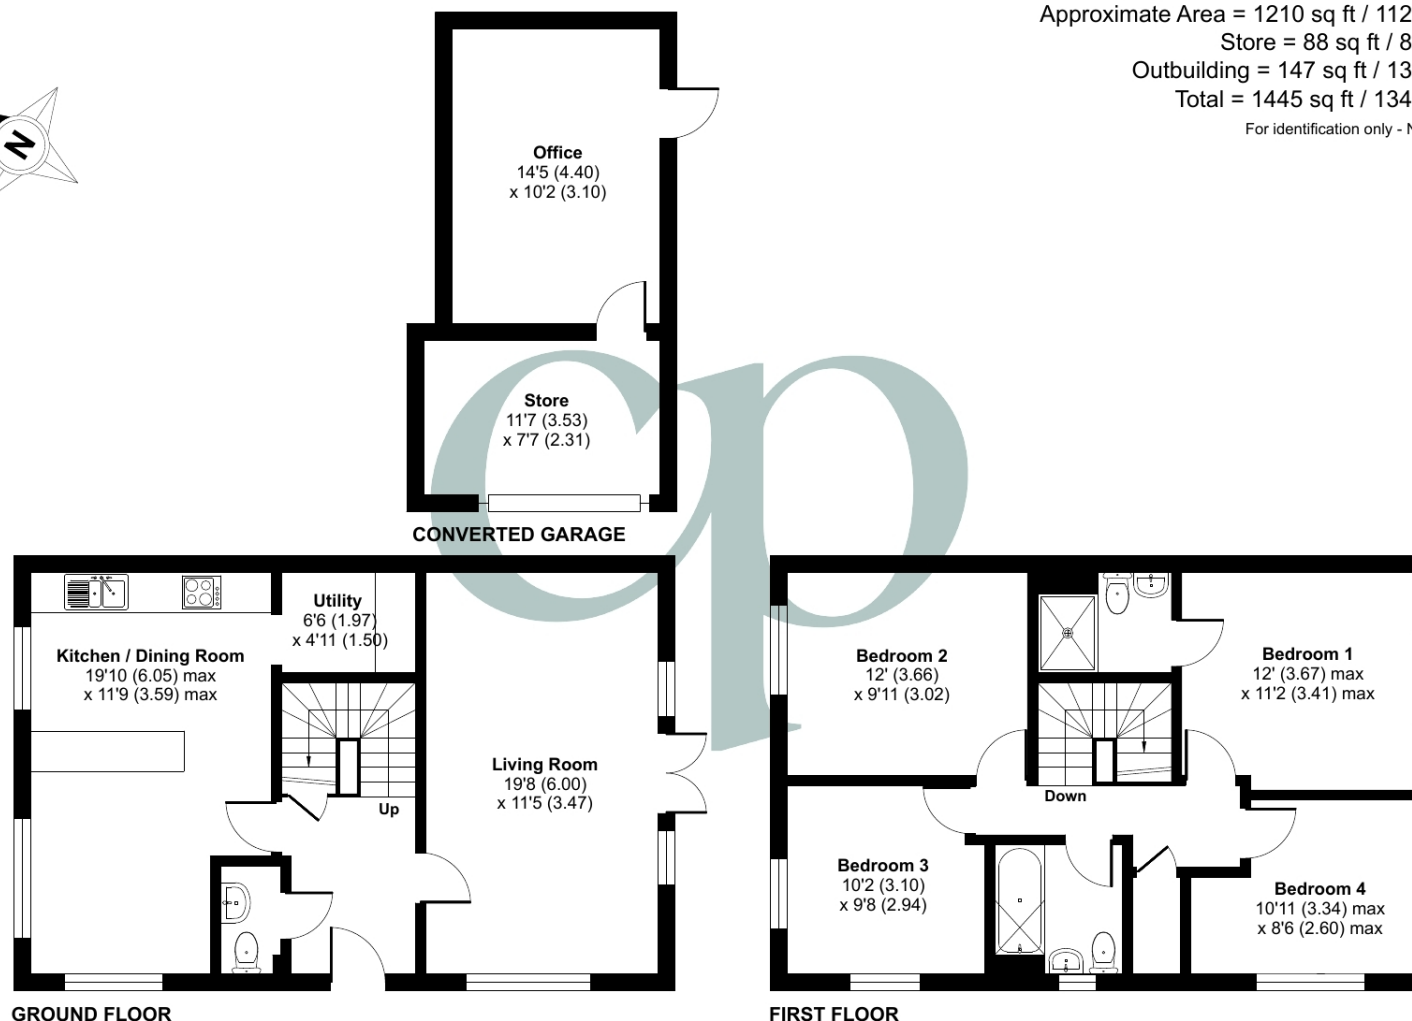 Approximate Area = 1210 sq ft / 112
Store = 88 sq ft / 8
Outbuilding = 147 sq ft / 13
Total = 1445 sq ft / 134
For identification only - N
N
Office
14'5 (4.40)
x 10'2 (3.10)
Store
11'7 (3.53)
x 7'7 (2.31)
CONVERTED GARAGE
cp
Utility
6'6 (1.97)
x 4'11 (1.50)
Kitchen / Dining Room
19'10 (6.05) max
x 11'9 (3.59) max
Living Room
19'8 (6.00)
x 11'5 (3.47)
Up
GROUND FLOOR
Bedroom 2
12' (3.66)
x 9'11 (3.02)
Bedroom 1
12' (3.67) max
x 11'2 (3.41) max
Down
Bedroom 3
10'2 (3.10)
x 9'8 (2.94)
Bedroom 4
10'11 (3.34) max
x 8'6 (2.60) max
FIRST FLOOR